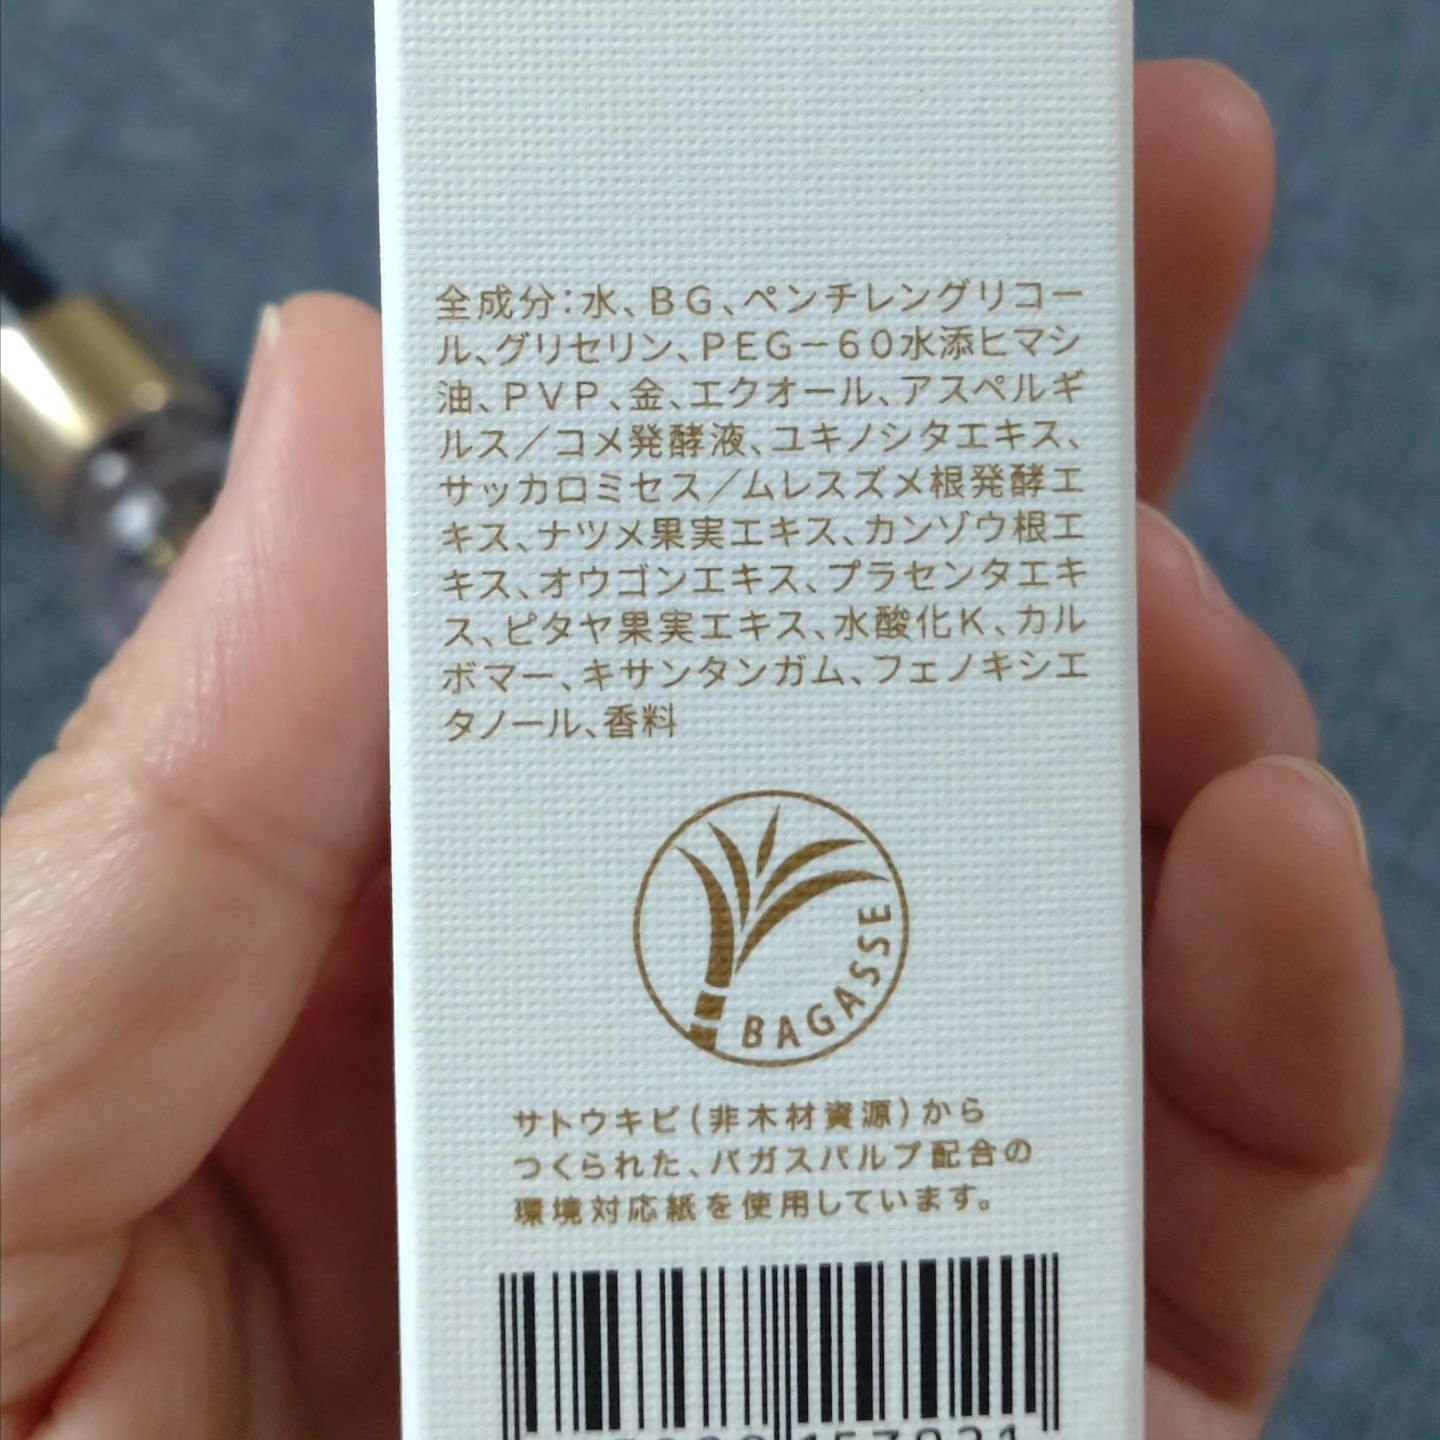 全成分：水、BG、ペンチレングリコー
ル、グリセリン、PEG－60水添ヒマシ
油、PVP、金、エクオール、アスペルギ
ルス／コメ発酵液、ユキノシタエキス、
サッカロミセス／ムレスズメ根発酵エ
キス、ナツメ果実エキス、カンゾウ根エ
キス、オウゴンエキス、プラセンタエキ
ス、ピタヤ果実エキス、水酸化K、カル
ボマー、キサンタンガム、フェノキシエ
タノール、香料
BAGASSE
サトウキビ（非木材資源）から
つくられた、バガスパルプ配合の
環境対応紙を使用しています。